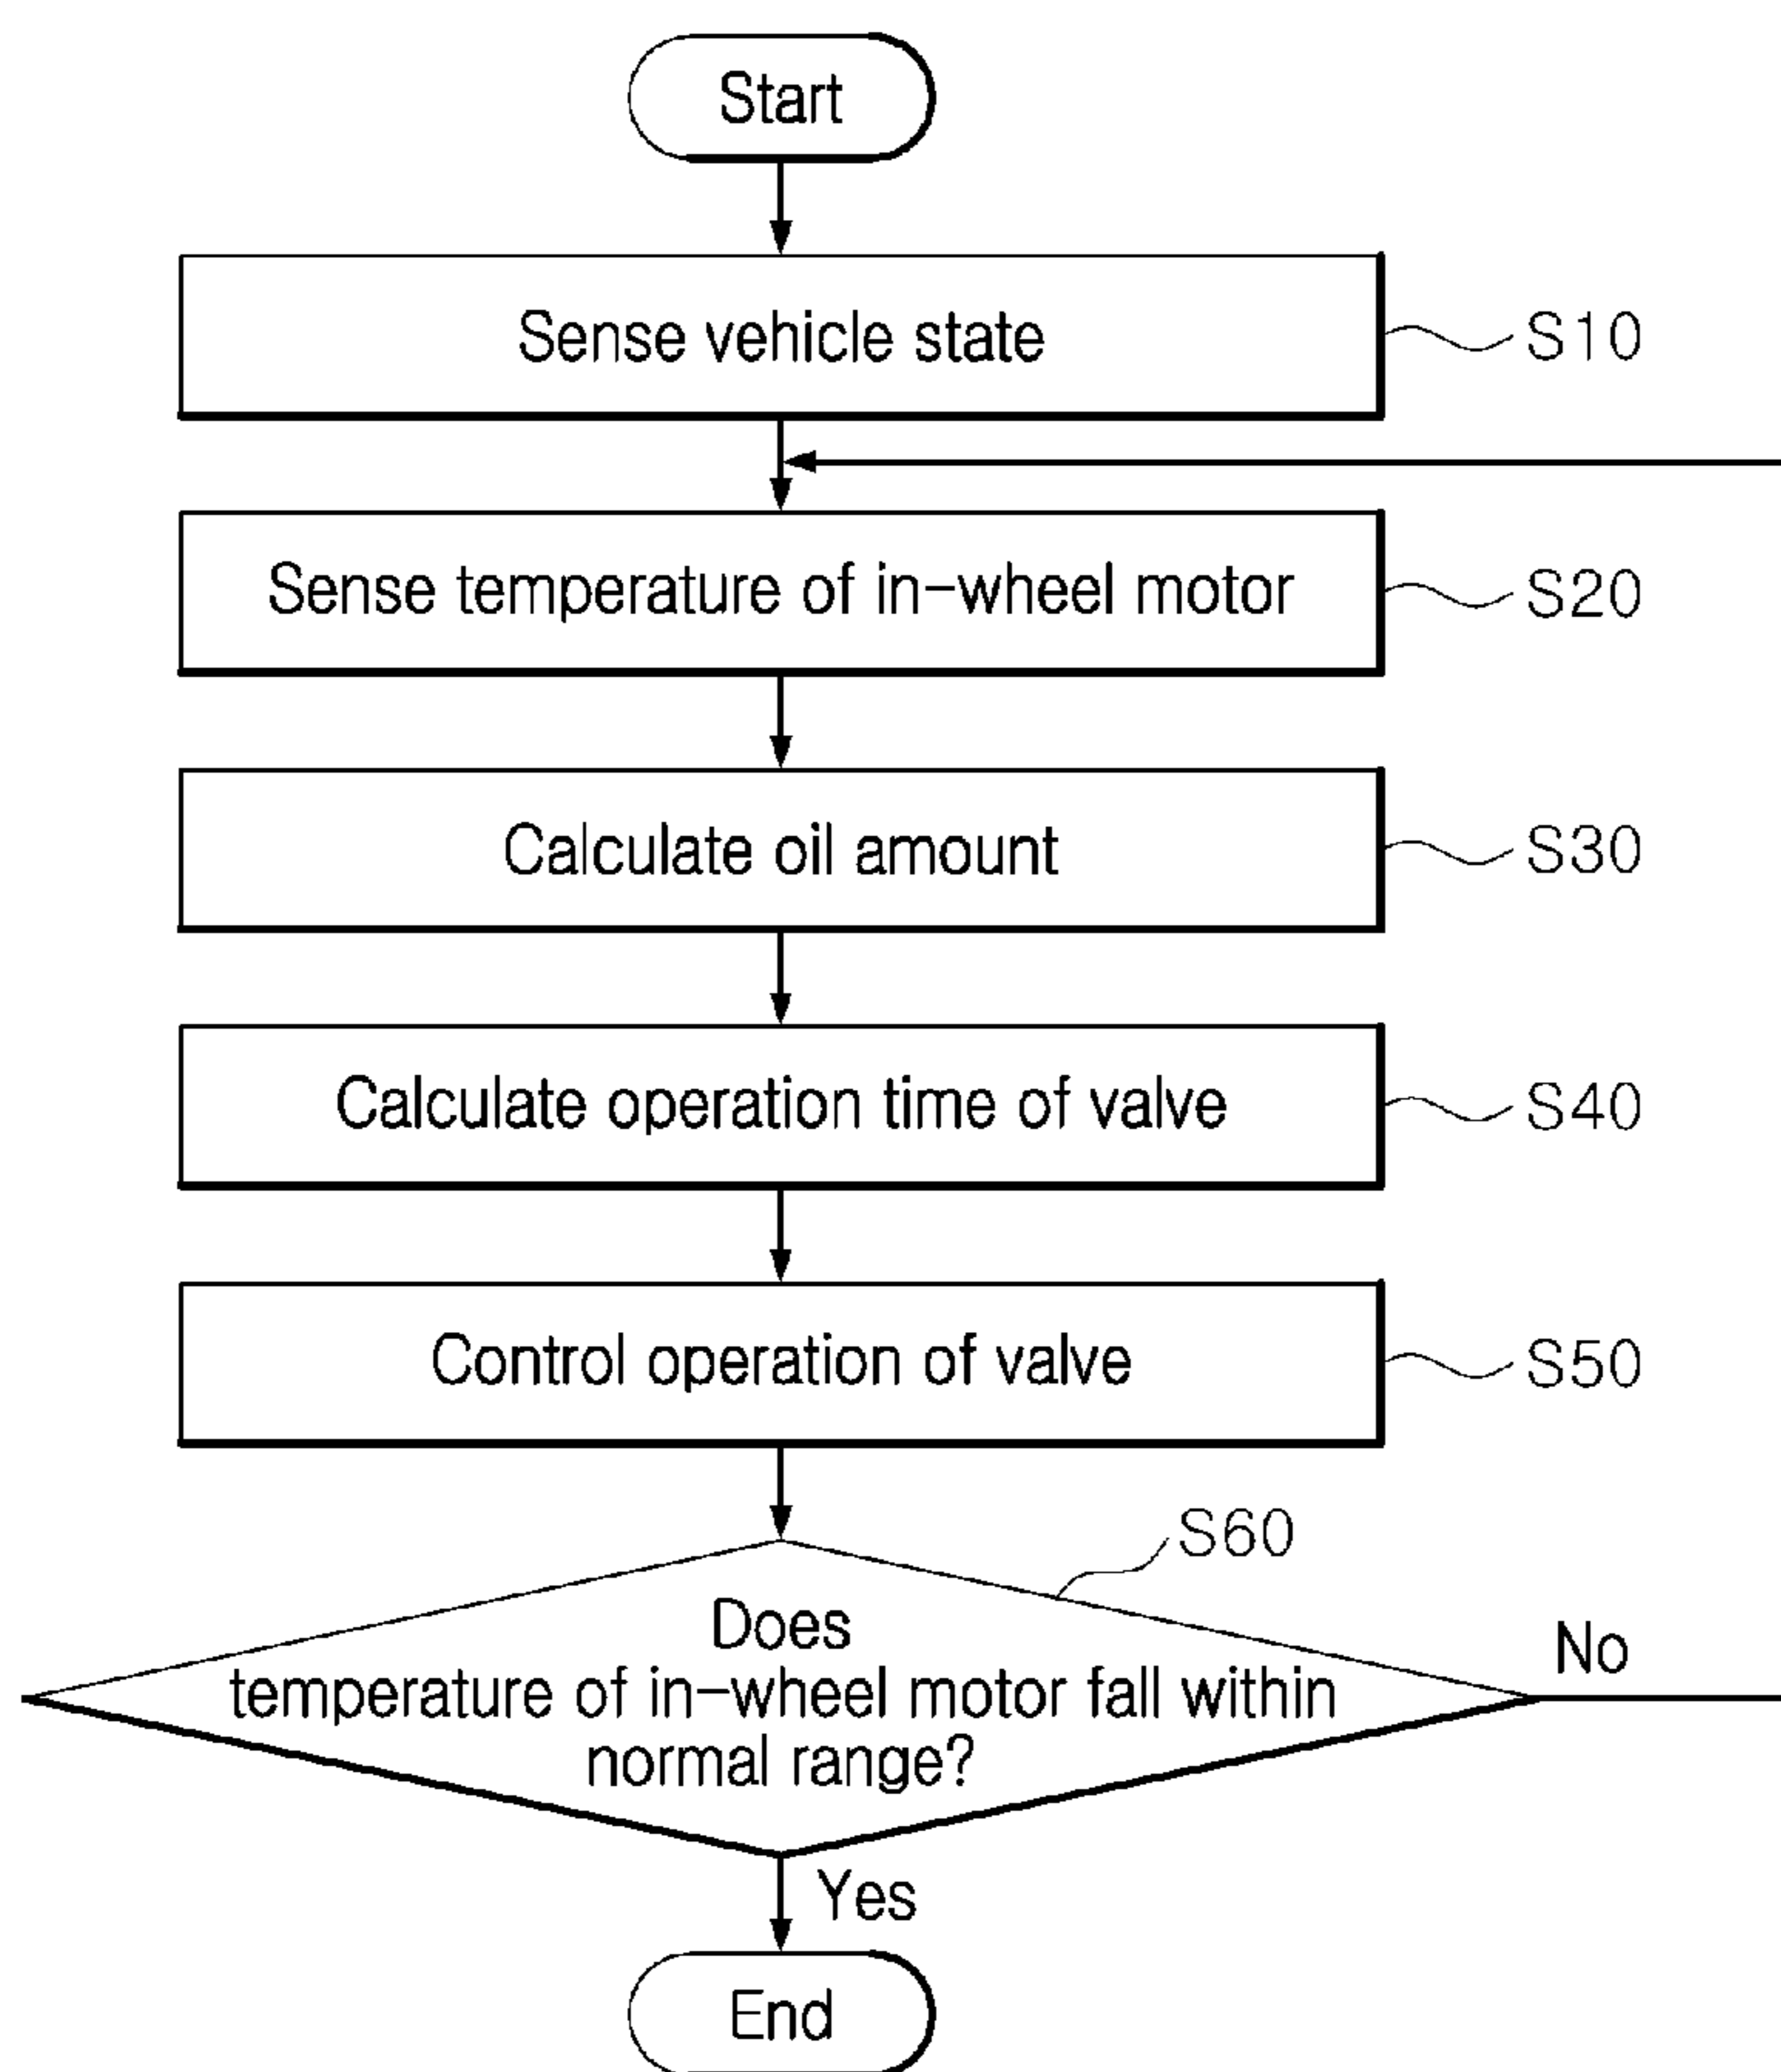 Start
Sense vehicle state
S10
Sense temperature of in-wheel motor
S20
Calculate oil amount
S30
Calculate operation time of valve
S40
Control operation of valve
S50
S60
Does
temperature of in-wheel motor fall within
normal range?
No
Yes
End